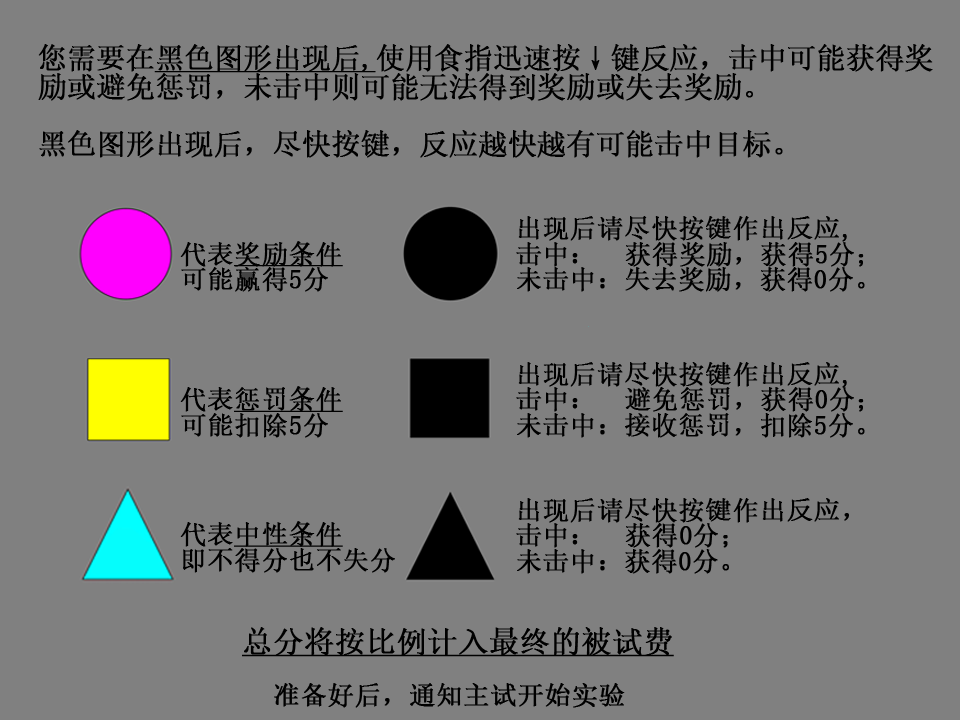 您需要在黑色图形出现后,使用食指迅速按↓键反应，击中可能获得奖
励或避免惩罚，未击中则可能无法得到奖励或失去奖励。
黑色图形出现后，尽快按键，反应越快越有可能击中目标。
代表奖励条件
可能赢得5分
出现后请尽快按键作出反应,
击中： 获得奖励，获得5分；
未击中：失去奖励，获得0分。
代表惩罚条件
可能扣除5分
出现后请尽快按键作出反应,
击中： 避免惩罚，获得0分；
未击中：接收惩罚，扣除5分。
代表中性条件
即不得分也不失分
出现后请尽快按键作出反应，
击中： 获得0分；
未击中：获得0分。
总分将按比例计入最终的被试费
准备好后，通知主试开始实验